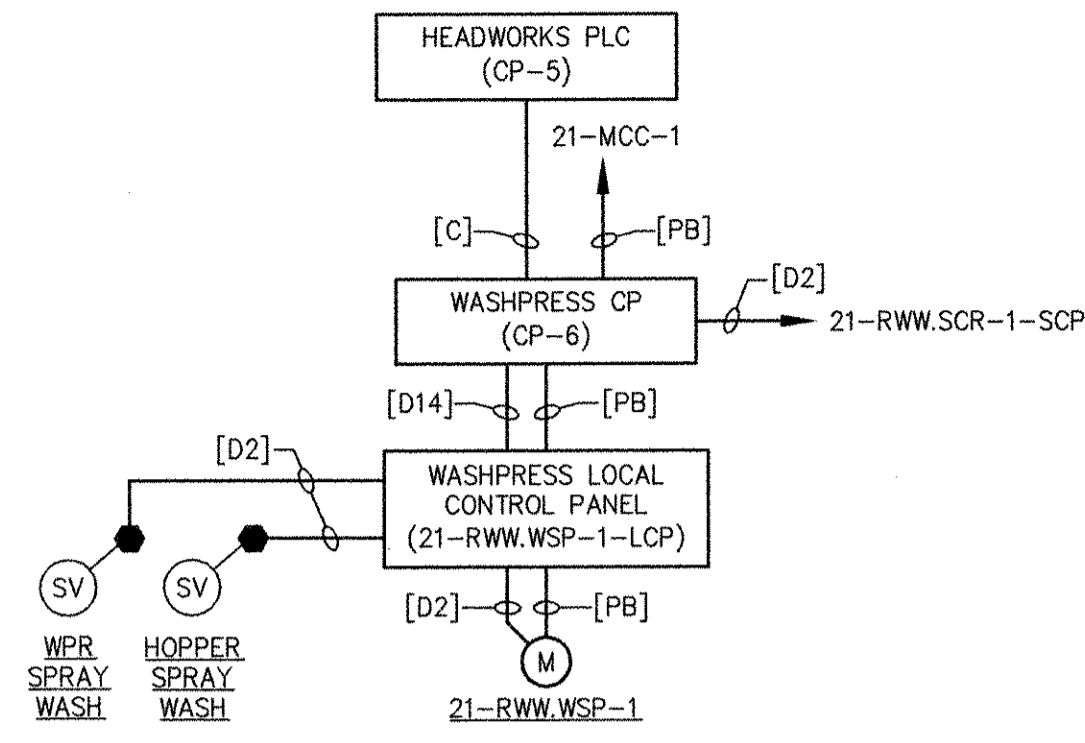 HEADWORKS PLC
(CP-5)
21-MCC-1
[C]
[PB]
[D2]
WASHPRESS CP
(CP-6)
21-RWW.SCR-1-SCP
[D14]
[PB]
[D2]
WASHPRESS LOCAL
CONTROL PANEL
(21-RWW.WSP-1-LCP)
SV
SV
[D2]
[PB]
WPR
SPRAY
WASH
HOPPER
SPRAY
WASH
M
21-RWW.WSP-1